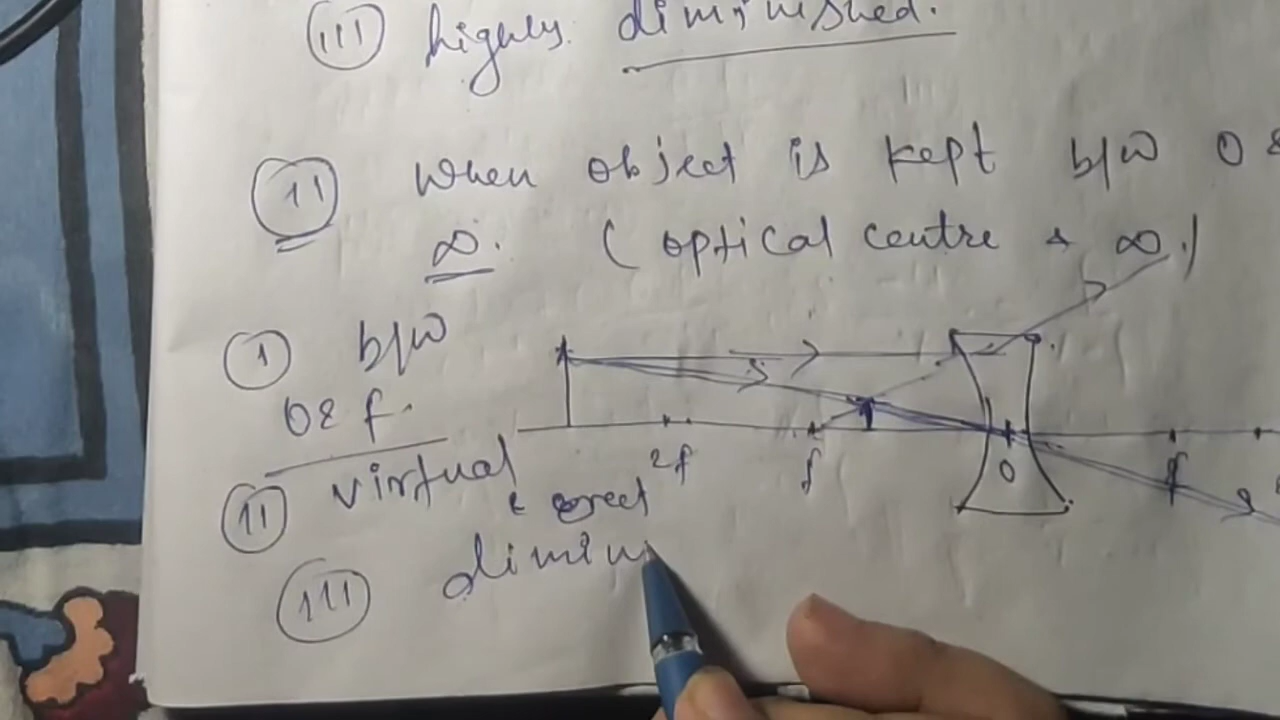 (III) highly diminished.
(II) When object is kept b/w O &
∞. (optical centre & ∞.)
(I) b/w
O & f.
(II) virtual
& erect
(III) dimin
2f
f
O
f